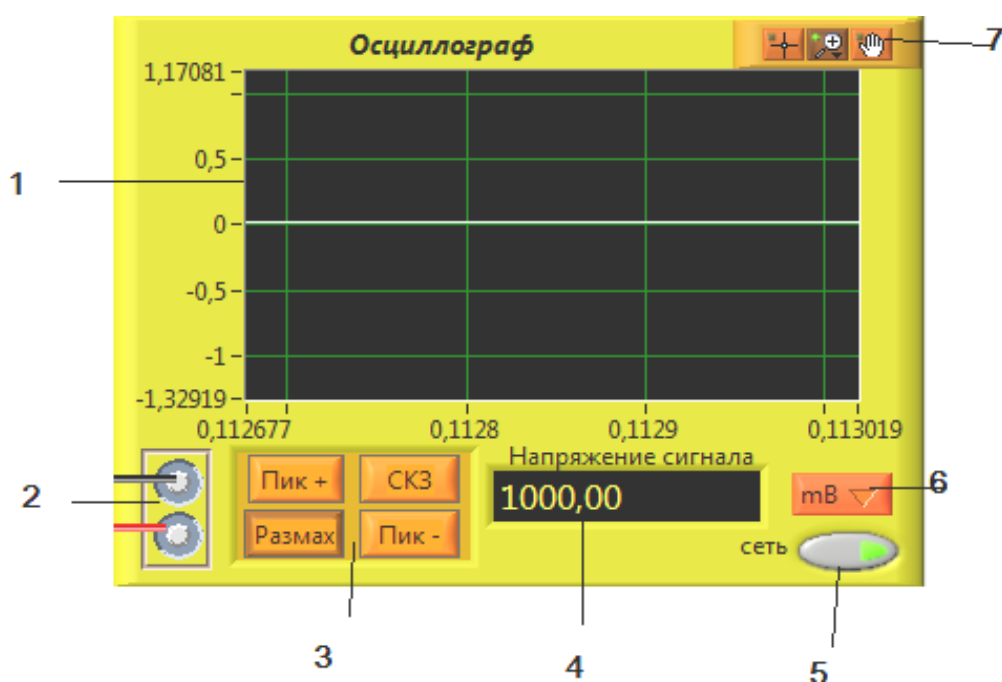 Осциллограф
7
1,17081
0,5
1
0
-0,5
-1
-1,32919
0,112677 0,1128 0,1129 0,113019
Напряжение сигнала
2
Пик + СКЗ
1000,00
mВ
6
Размах Пик -
сеть
3 4 5